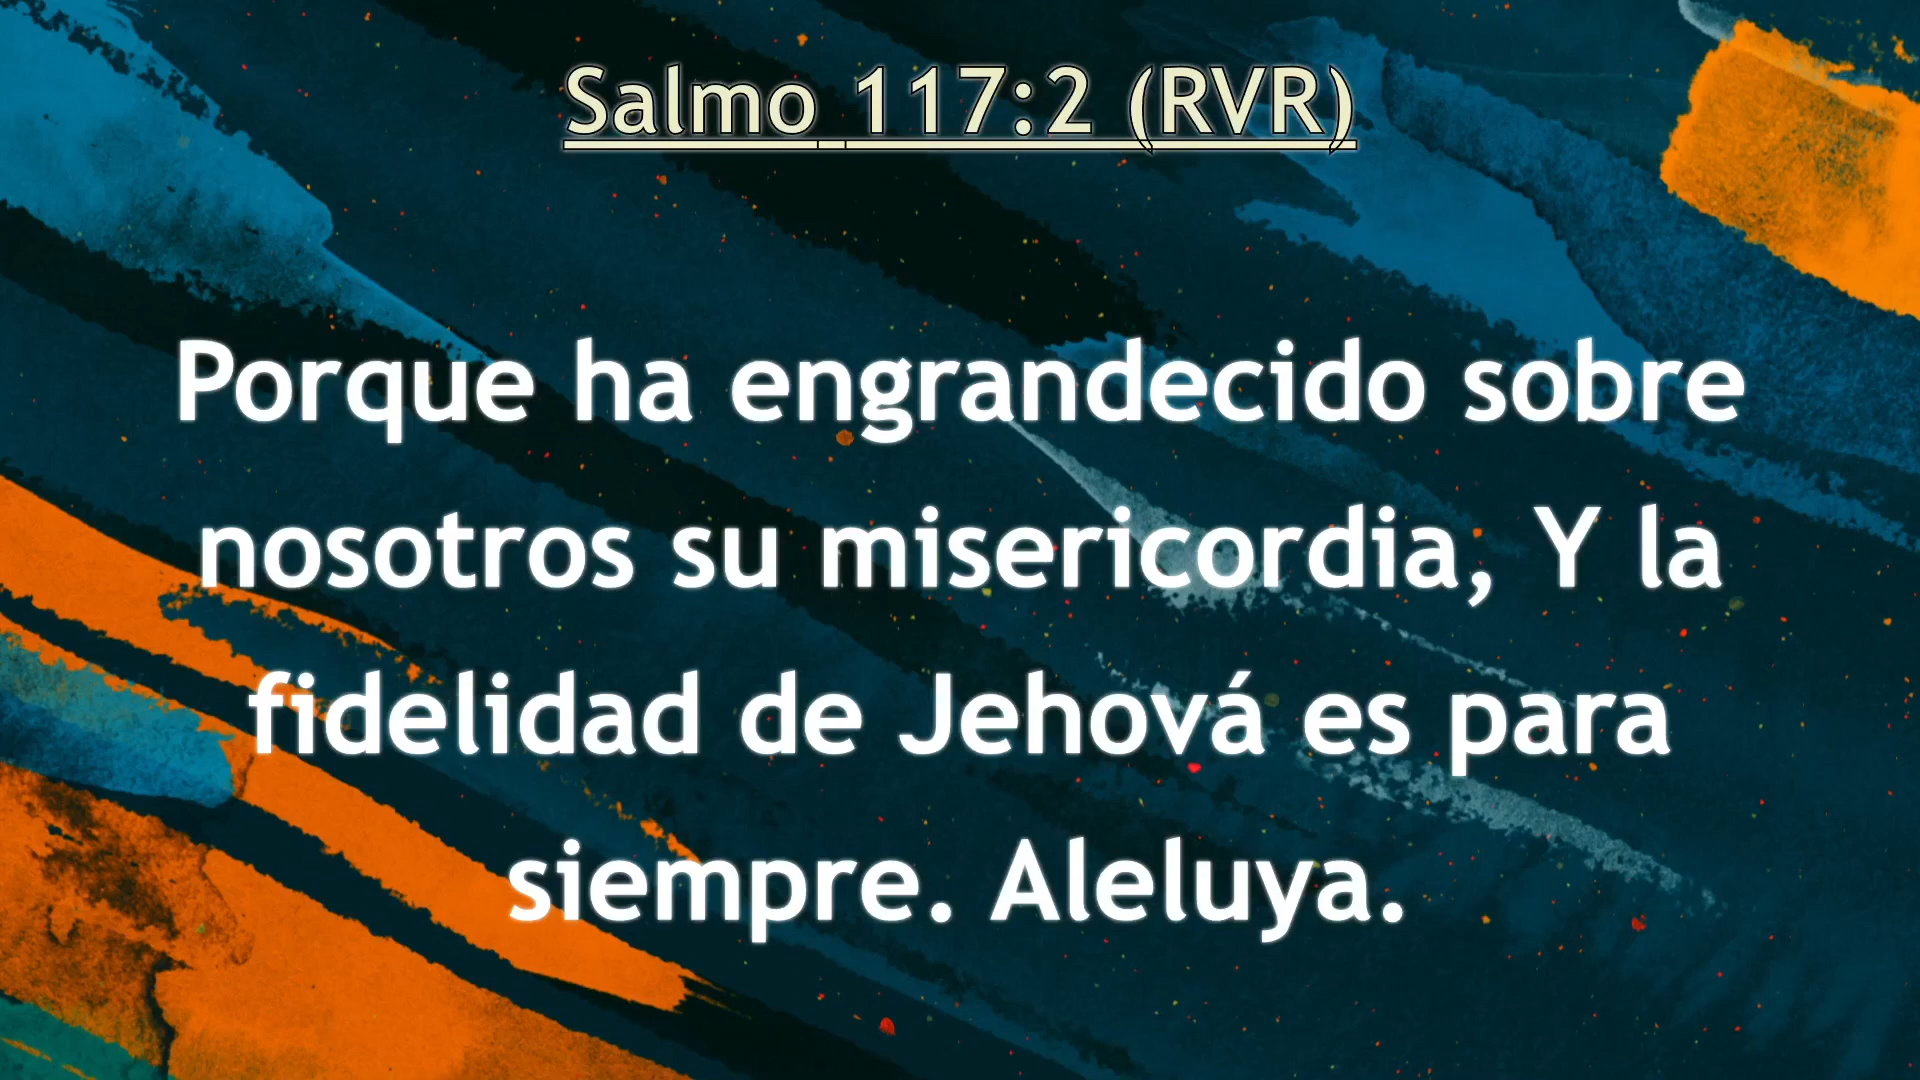 Salmo 117:2 (RVR)
Porque ha engrandecido sobre
nosotros su misericordia, Y la
fidelidad de Jehová es para
siempre. Aleluya.